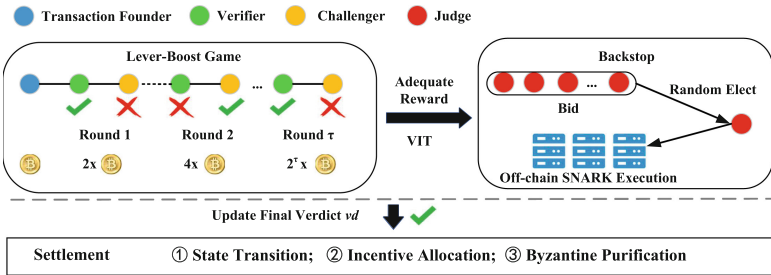 Transaction Founder Verifier Challenger Judge
Lever-Boost Game
Round 1 Round 2 Round τ
2x 4x 2^τ x
...
Adequate
Reward
VIT
Backstop
...
Bid
Random Elect
Off-chain SNARK Execution
Update Final Verdict vd
Settlement ① State Transition; ② Incentive Allocation; ③ Byzantine Purification